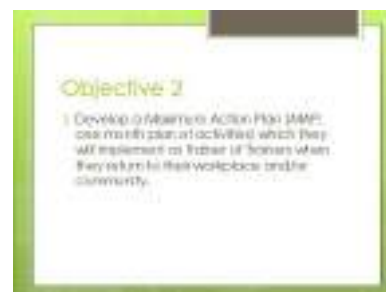 Objective 2
Develop a Maximum Action Plan (MAP),
one month plan of activities which they
will implement as Trainer of Trainers when
they return to their workplace and/or
community.